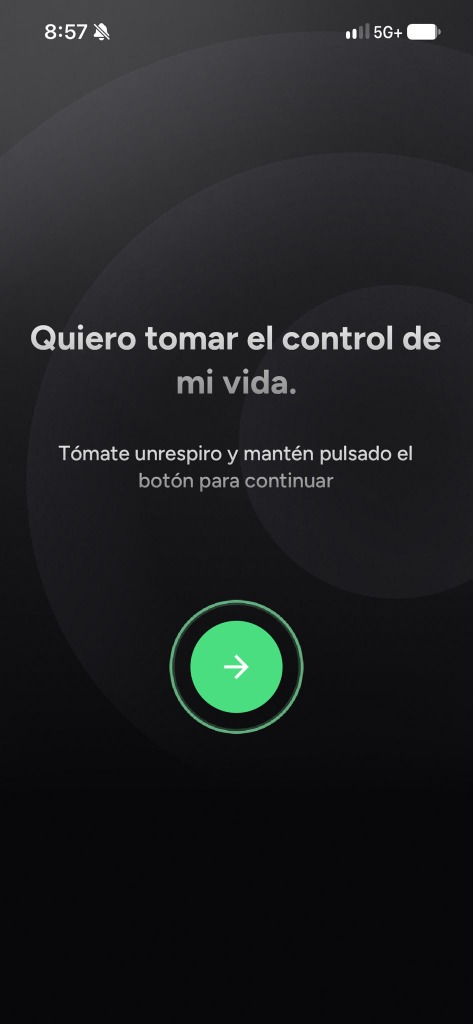 8:57
5G+
Quiero tomar el control de
mi vida.
Tómate unrespiro y mantén pulsado el
botón para continuar